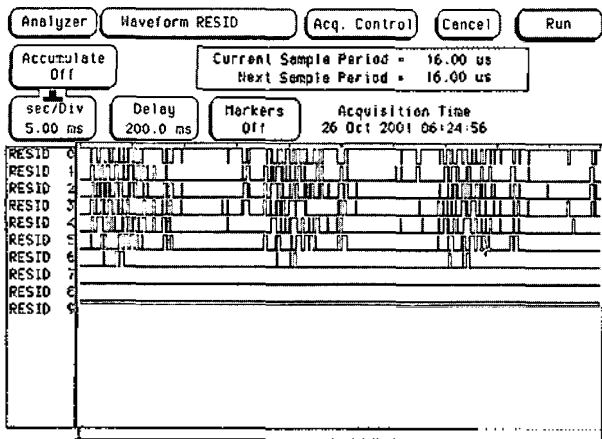 Analyzer
Waveform RESID
Acq. Control
Cancel
Run
Accumulate
Off
Current Sample Period = 16.00 us
Next Sample Period = 16.00 us
sec/Div
5.00 ms
Delay
200.0 ms
Markers
Off
Acquisition Time
26 Oct 2001 06:24:56
RESID 0
RESID 1
RESID 2
RESID 3
RESID 4
RESID 5
RESID 6
RESID 7
RESID 8
RESID 9